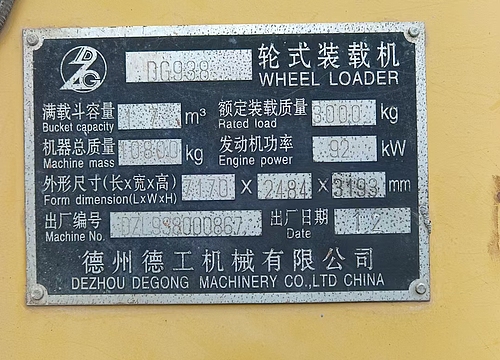 DZG
DG938 轮式装载机
WHEEL LOADER
满载斗容量 1.7 m³ 额定装载质量 3000 kg
Bucket capacity Rated load
机器总质量 10800 kg 发动机功率 92 kW
Machine mass Engine power
外形尺寸(长x宽x高) 7170 x 2484 x 3193 mm
Form dimension(LxWxH)
出厂编号 出厂日期
Machine No. Date
德州德工机械有限公司
DEZHOU DEGONG MACHINERY CO.,LTD CHINA